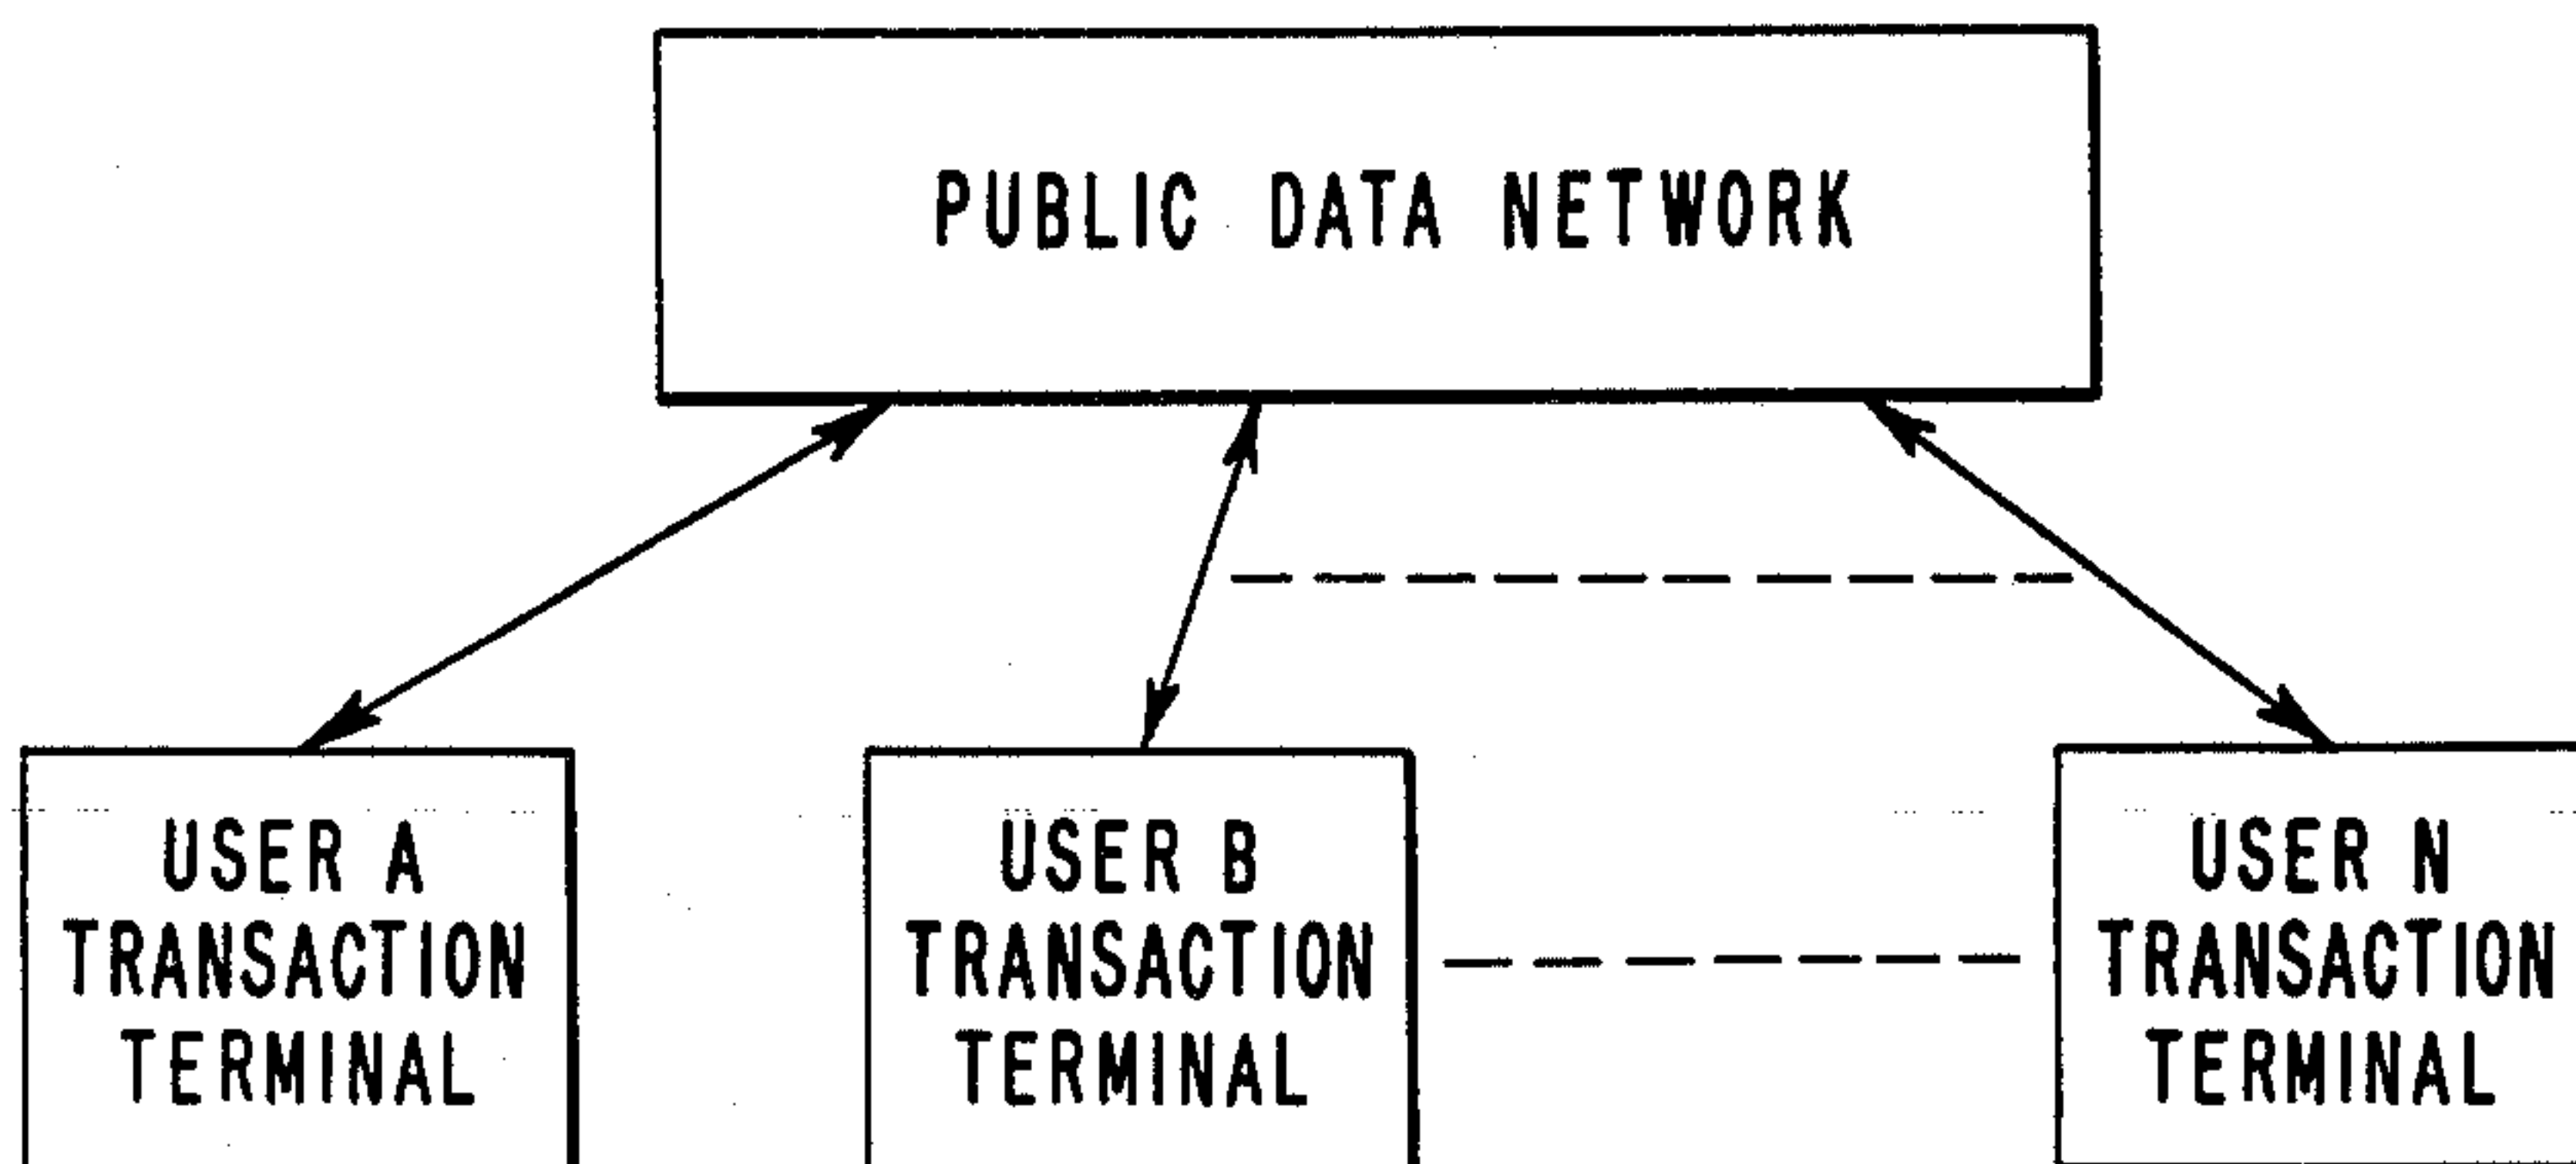 PUBLIC DATA NETWORK
USER A
TRANSACTION
TERMINAL
USER B
TRANSACTION
TERMINAL
USER N
TRANSACTION
TERMINAL